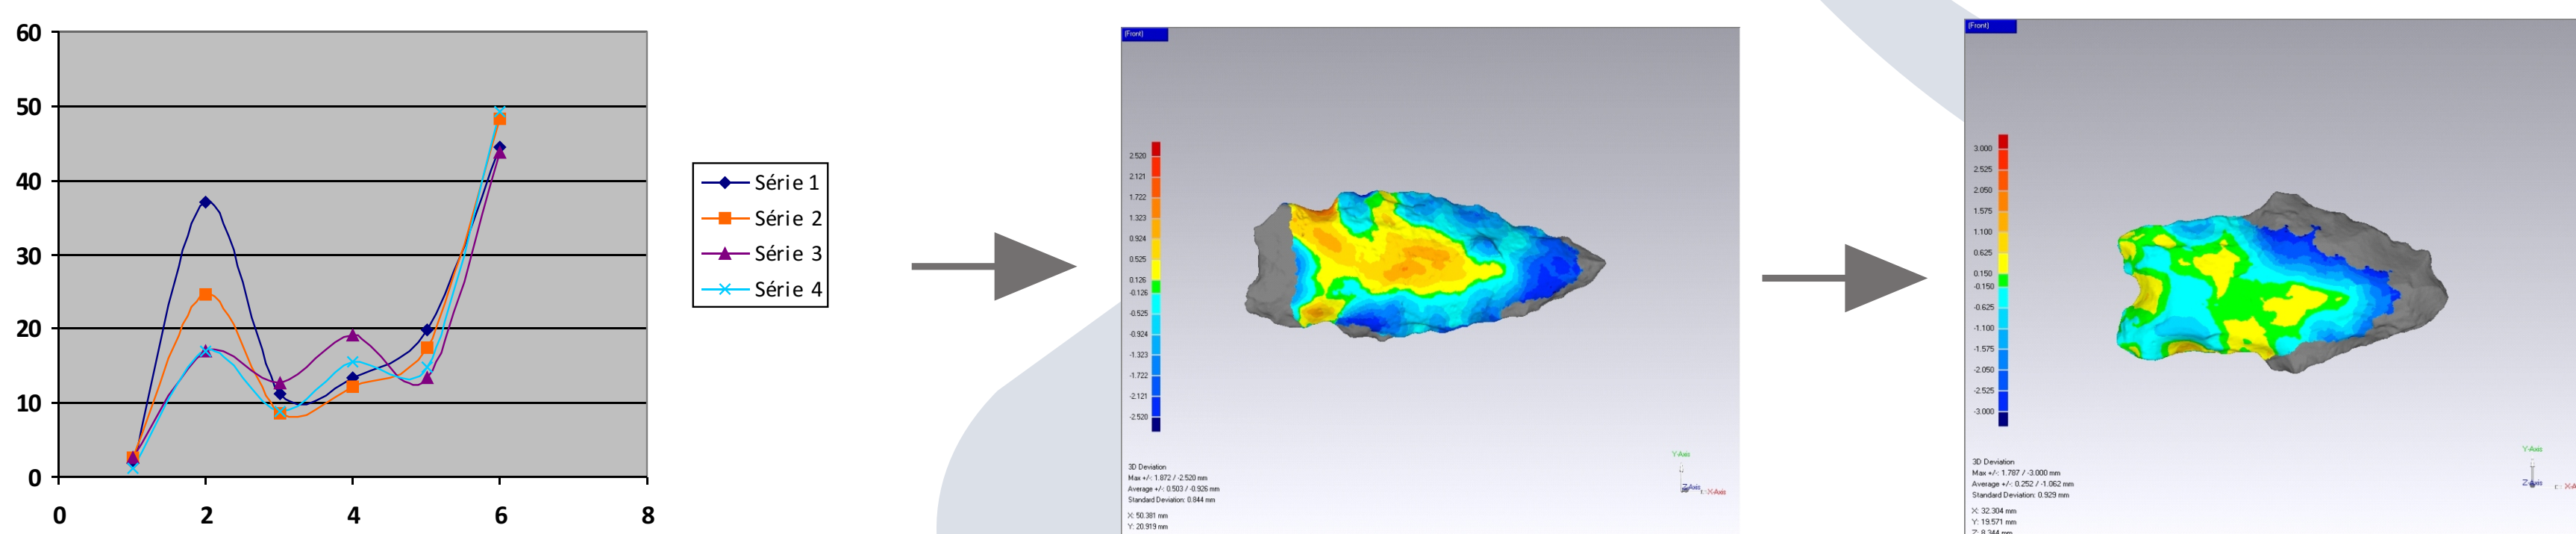 60
50
40
30
20
10
0
0 2 4 6 8
Série 1
Série 2
Série 3
Série 4
(Front)
2.520
2.121
1.722
1.323
0.924
0.525
0.126
-0.126
-0.525
-0.924
-1.323
-1.722
-2.121
-2.520
3D Deviation
Max +/-: 1.872 / -2.520 mm
Average +/-: 0.503 / -0.926 mm
Standard Deviation: 0.844 mm
X: 50.381 mm
Y: 20.919 mm
Y-Axis
Z-Axis
X-Axis
(Front)
3.000
2.525
2.050
1.575
1.100
0.625
0.150
-0.150
-0.625
-1.100
-1.575
-2.050
-2.525
-3.000
3D Deviation
Max +/-: 1.787 / -3.000 mm
Average +/-: 0.252 / -1.062 mm
Standard Deviation: 0.929 mm
X: 32.304 mm
Y: 19.571 mm
Z: 8.344 mm
Y-Axis
Z-Axis